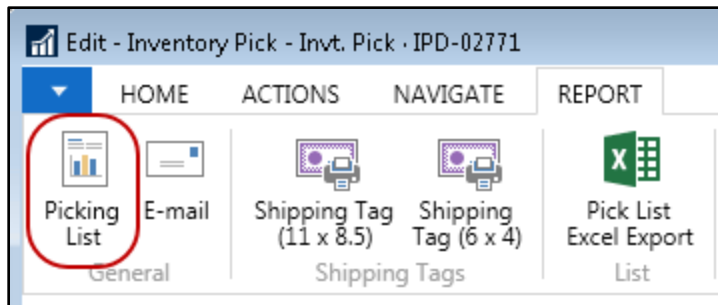 Edit - Inventory Pick - Invt. Pick · IPD-02771
HOME ACTIONS NAVIGATE REPORT
Picking List
E-mail
Shipping Tag (11 x 8.5)
Shipping Tag (6 x 4)
Pick List Excel Export
General Shipping Tags List